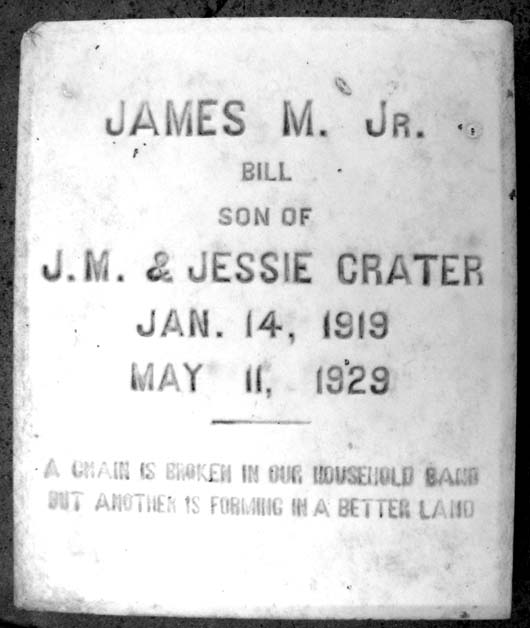 JAMES M. JR.
BILL
SON OF
J.M. & JESSIE CRATER
JAN. 14, 1919
MAY 11, 1929
A CHAIN IS BROKEN IN OUR HOUSEHOLD BAND
BUT ANOTHER IS FORMING IN A BETTER LAND